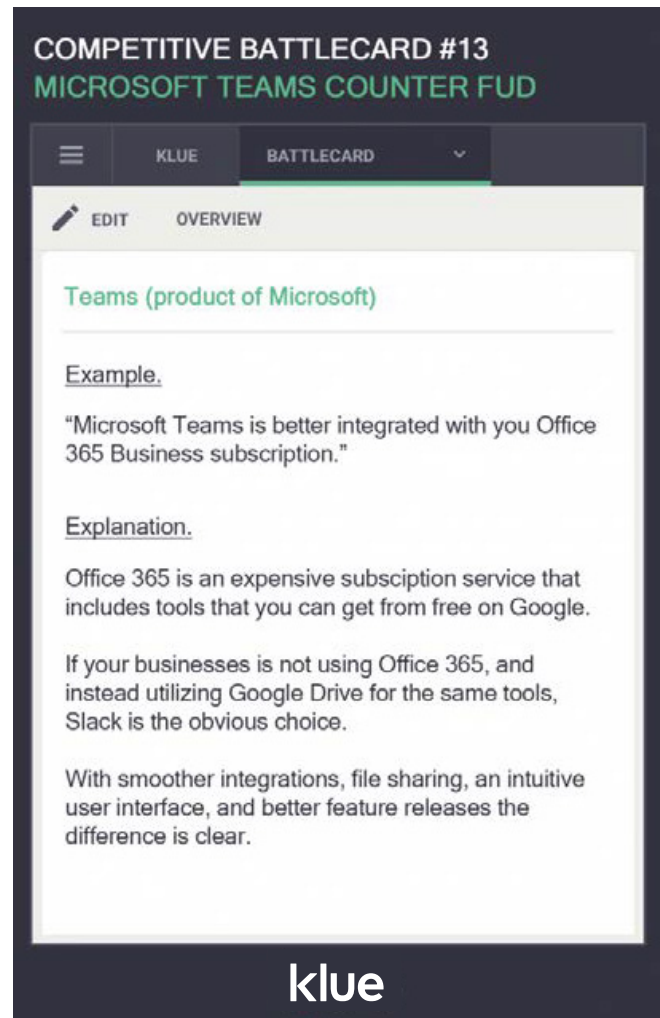 COMPETITIVE BATTLECARD #13
MICROSOFT TEAMS COUNTER FUD
KLUE
BATTLECARD
EDIT
OVERVIEW
Teams (product of Microsoft)
Example.
“Microsoft Teams is better integrated with you Office
365 Business subscription.”
Explanation.
Office 365 is an expensive subsciption service that
includes tools that you can get from free on Google.
If your businesses is not using Office 365, and
instead utilizing Google Drive for the same tools,
Slack is the obvious choice.
With smoother integrations, file sharing, an intuitive
user interface, and better feature releases the
difference is clear.
klue